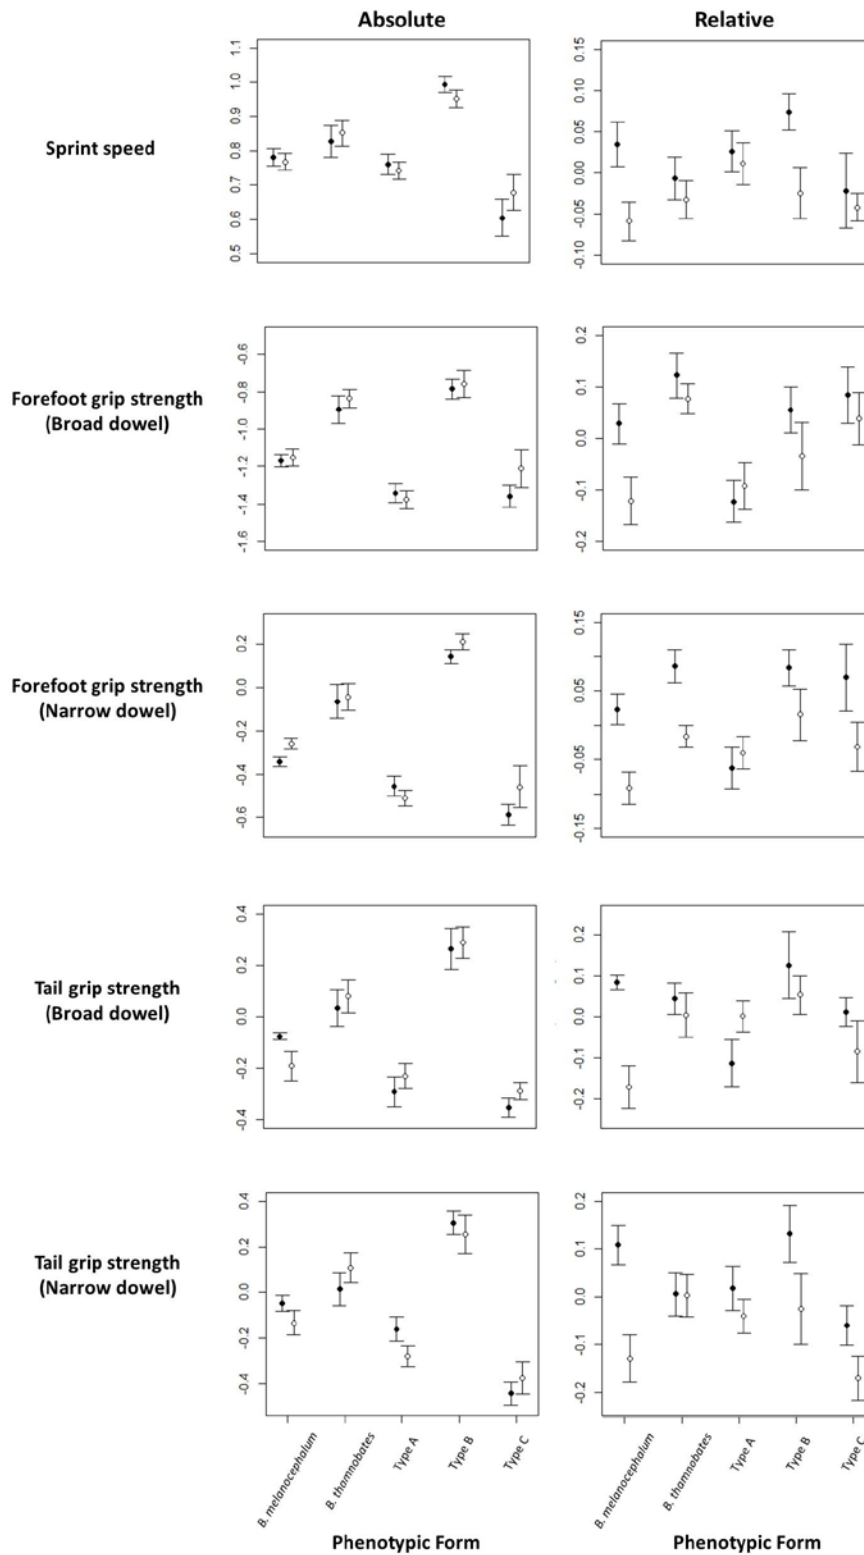 Absolute
Relative
Sprint speed
1.1
1.0
0.9
0.8
0.7
0.6
0.5
0.15
0.10
0.05
0.00
-0.05
-0.10
Forefoot grip strength
(Broad dowel)
-0.6
-0.8
-1.0
-1.2
-1.4
-1.6
0.2
0.1
0.0
-0.1
-0.2
Forefoot grip strength
(Narrow dowel)
0.2
0.0
-0.2
-0.4
-0.6
0.15
0.05
-0.05
-0.15
Tail grip strength
(Broad dowel)
0.4
0.2
0.0
-0.2
-0.4
0.2
0.1
0.0
-0.1
-0.2
Tail grip strength
(Narrow dowel)
0.4
0.2
0.0
-0.2
-0.4
0.2
0.1
0.0
-0.1
-0.2
B. melanocephalum
B. thamnobates
Type A
Type B
Type C
B. melanocephalum
B. thamnobates
Type A
Type B
Type C
Phenotypic Form
Phenotypic Form